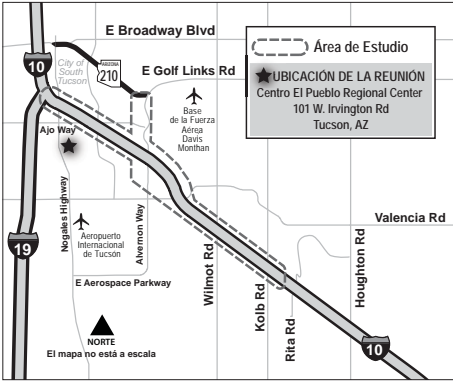 E Broadway Blvd
City of
South
Tucson
10
ARIZONA
210
E Golf Links Rd
Área de Estudio
UBICACIÓN DE LA REUNIÓN
Centro El Pueblo Regional Center
101 W. Irvington Rd
Tucson, AZ
Base
de la Fuerza
Aérea
Davis
Monthan
Ajo Way
Nogales Highway
Alvernon Way
Valencia Rd
Aeropuerto
Internacional
de Tucsón
19
Wilmot Rd
Kolb Rd
Rita Rd
Houghton Rd
E Aerospace Parkway
NORTE
El mapa no está a escala
10